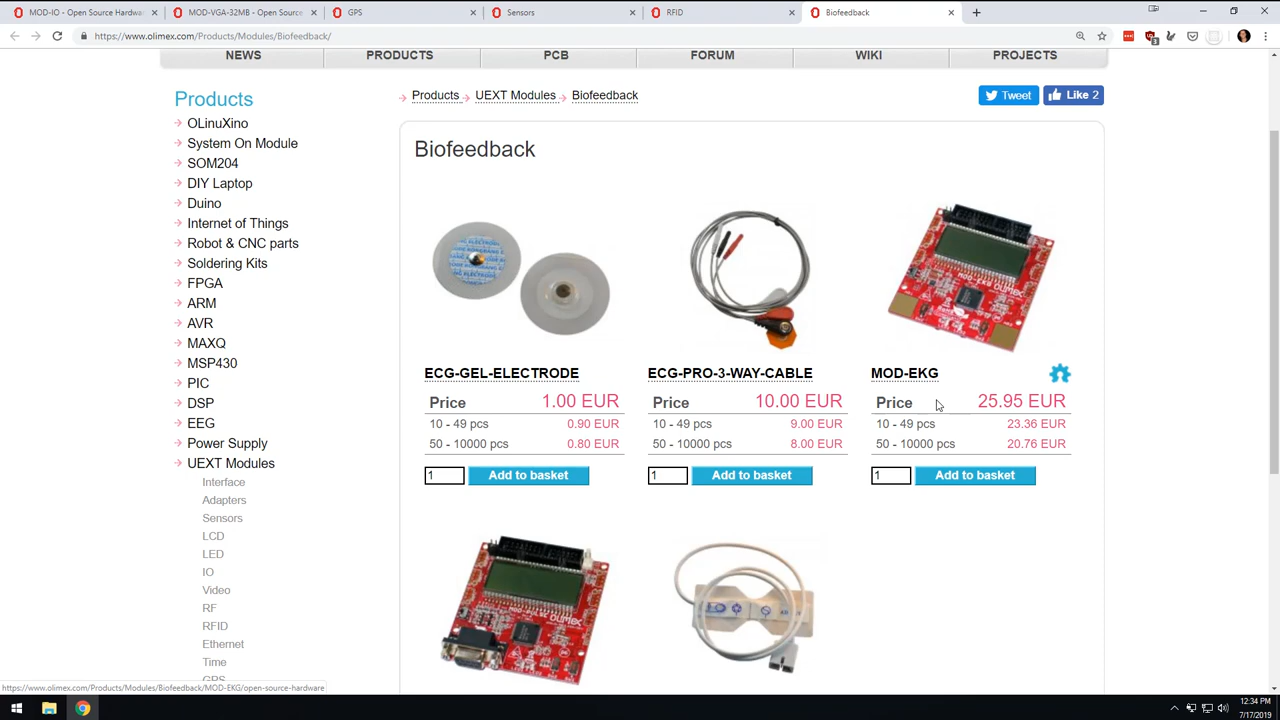 MOD-IO - Open Source Hardwa
MOD-VGA-32MB - Open Source
GPS
Sensors
RFID
Biofeedback
https://www.olimex.com/Products/Modules/Biofeedback/
NEWS
PRODUCTS
PCB
FORUM
WIKI
PROJECTS
Products
OLinuXino
System On Module
SOM204
DIY Laptop
Duino
Internet of Things
Robot & CNC parts
Soldering Kits
FPGA
ARM
AVR
MAXQ
MSP430
PIC
DSP
EEG
Power Supply
UEXT Modules
Interface
Adapters
Sensors
LCD
LED
IO
Video
RF
RFID
Ethernet
Time
GPS
Products UEXT Modules Biofeedback
Tweet
Like 2
Biofeedback
MOD-EKG OLIMEX
ECG-GEL-ELECTRODE
Price 1.00 EUR
10 - 49 pcs 0.90 EUR
50 - 10000 pcs 0.80 EUR
1 Add to basket
ECG-PRO-3-WAY-CABLE
Price 10.00 EUR
10 - 49 pcs 9.00 EUR
50 - 10000 pcs 8.00 EUR
1 Add to basket
MOD-EKG
Price 25.95 EUR
10 - 49 pcs 23.36 EUR
50 - 10000 pcs 20.76 EUR
1 Add to basket
MOD-PULSE OLIMEX
https://www.olimex.com/Products/Modules/Biofeedback/MOD-EKG/open-source-hardware
12:34 PM
7/17/2019